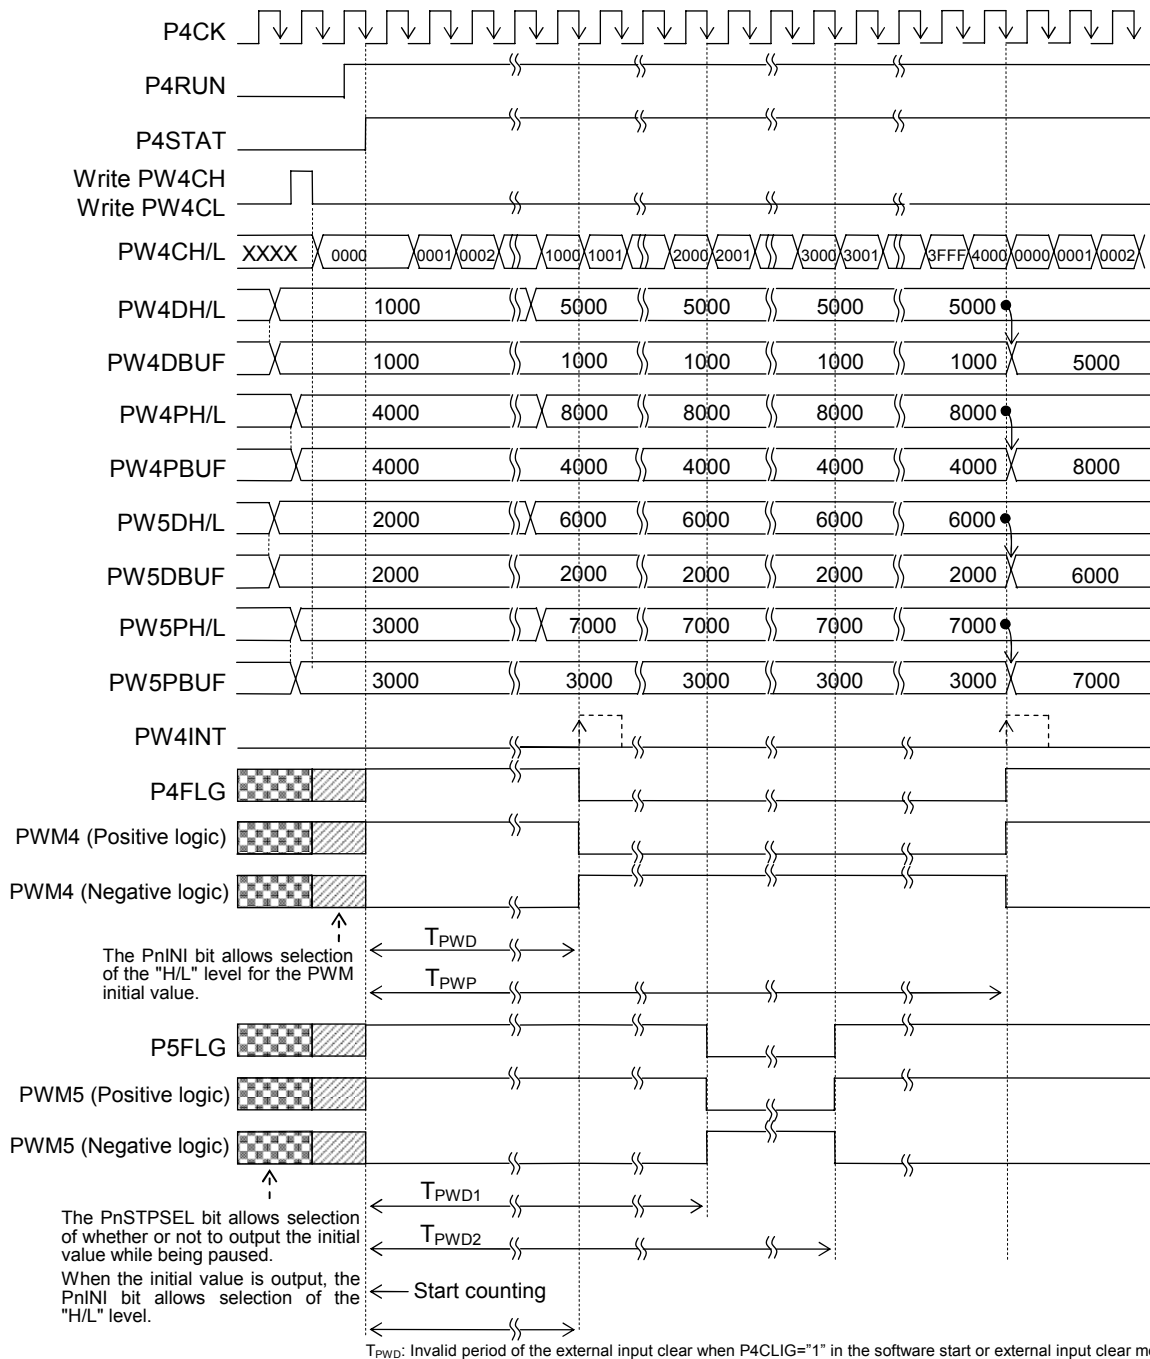 P4CK
P4RUN
P4STAT
Write PW4CH
Write PW4CL
PW4CH/L XXXX 0000 0001 0002 1000 1001 2000 2001 3000 3001 3FFF 4000 0000 0001 0002
PW4DH/L 1000 5000 5000 5000 5000
PW4DBUF 1000 1000 1000 1000 1000 5000
PW4PH/L 4000 8000 8000 8000 8000
PW4PBUF 4000 4000 4000 4000 4000 8000
PW5DH/L 2000 6000 6000 6000 6000
PW5DBUF 2000 2000 2000 2000 2000 6000
PW5PH/L 3000 7000 7000 7000 7000
PW5PBUF 3000 3000 3000 3000 3000 7000
PW4INT
P4FLG
PWM4 (Positive logic)
PWM4 (Negative logic)
The PnINI bit allows selection
of the "H/L" level for the PWM
initial value.
TPWD
TPWP
P5FLG
PWM5 (Positive logic)
PWM5 (Negative logic)
TPWD1
TPWD2
The PnSTPSEL bit allows selection
of whether or not to output the initial
value while being paused.
When the initial value is output, the
PnINI bit allows selection of the
"H/L" level.
Start counting
TPWD: Invalid period of the external input clear when P4CLIG="1" in the software start or external input clear m